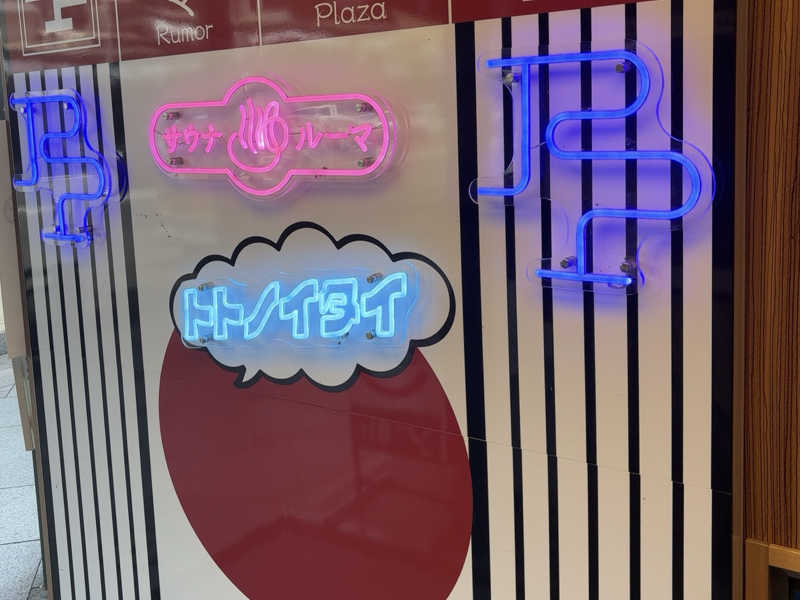 Rumor
Plaza
サウナ ルーマ
トトノイタイ